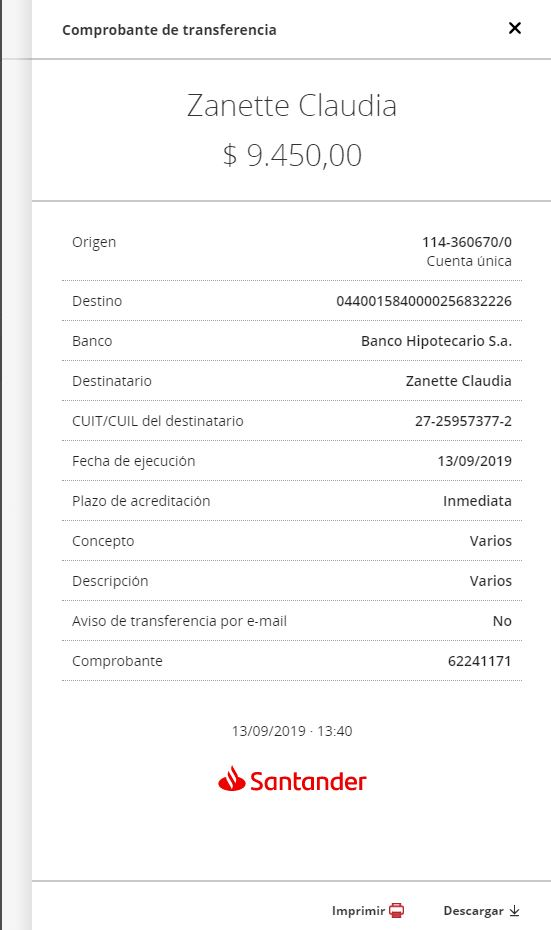 Comprobante de transferencia
Zanette Claudia
$ 9.450,00
Origen 114-360670/0
Cuenta única
Destino 0440015840000256832226
Banco Banco Hipotecario S.a.
Destinatario Zanette Claudia
CUIT/CUIL del destinatario 27-25957377-2
Fecha de ejecución 13/09/2019
Plazo de acreditación Inmediata
Concepto Varios
Descripción Varios
Aviso de transferencia por e-mail No
Comprobante 62241171
13/09/2019 · 13:40
Santander
Imprimir Descargar